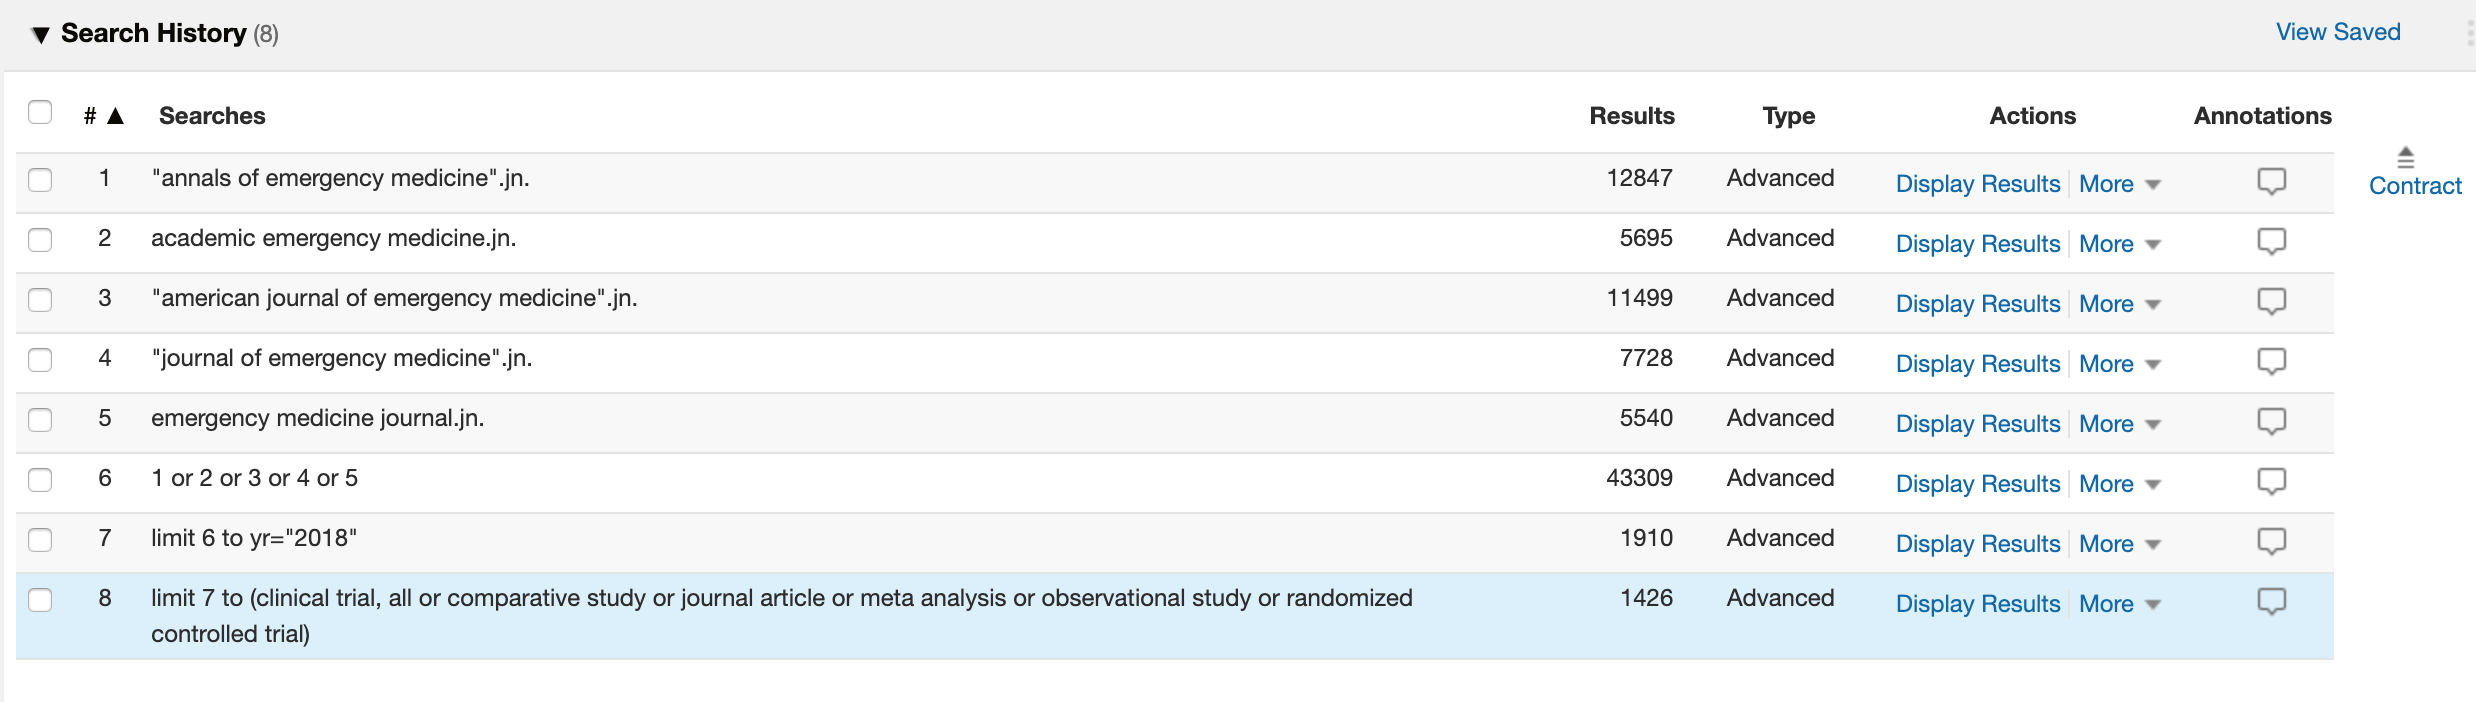 ▼ Search History (8) View Saved
# ▲ Searches Results Type Actions Annotations
1 "annals of emergency medicine".jn. 12847 Advanced Display Results More
Contract
2 academic emergency medicine.jn. 5695 Advanced Display Results More
3 "american journal of emergency medicine".jn. 11499 Advanced Display Results More
4 "journal of emergency medicine".jn. 7728 Advanced Display Results More
5 emergency medicine journal.jn. 5540 Advanced Display Results More
6 1 or 2 or 3 or 4 or 5 43309 Advanced Display Results More
7 limit 6 to yr="2018" 1910 Advanced Display Results More
8 limit 7 to (clinical trial, all or comparative study or journal article or meta analysis or observational study or randomized 1426 Advanced Display Results More
controlled trial)